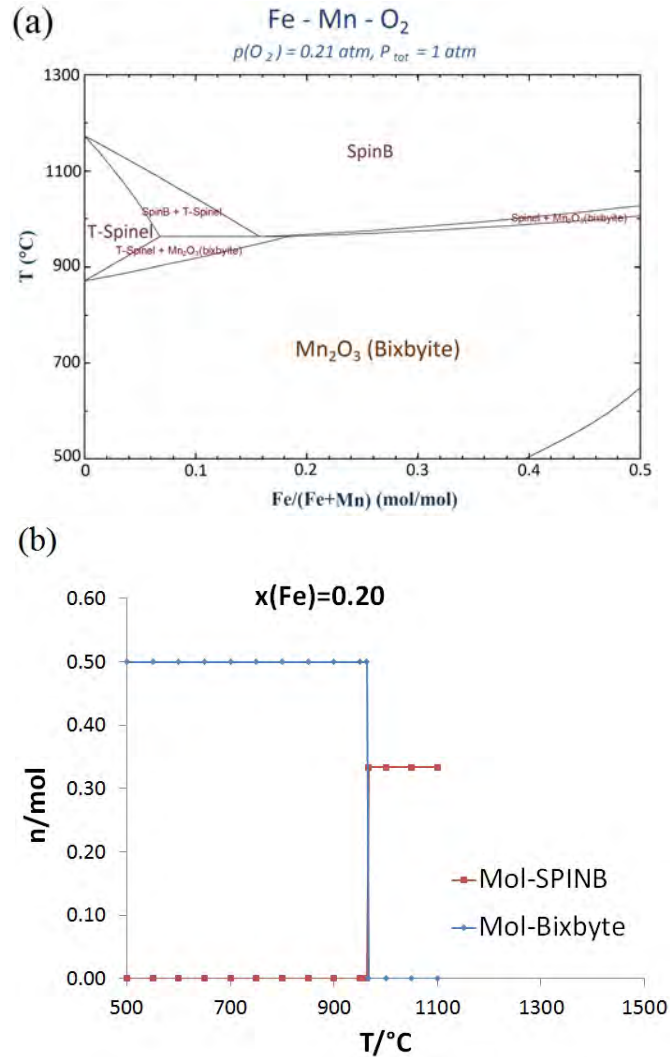 (a)
Fe - Mn - O₂
p(O₂) = 0.21 atm, P tot = 1 atm
1300
1100
900
700
500
T (°C)
SpinB
SpinB + T-Spinel
Spinel + Mn₂O₃(bixbyite)
T-Spinel
T-Spinel + Mn₂O₃(bixbyite)
Mn₂O₃ (Bixbyite)
0 0.1 0.2 0.3 0.4 0.5
Fe/(Fe+Mn) (mol/mol)
(b)
x(Fe)=0.20
0.60
0.50
0.40
0.30
0.20
0.10
0.00
n/mol
Mol-SPINB
Mol-Bixbyte
500 700 900 1100 1300 1500
T/°C